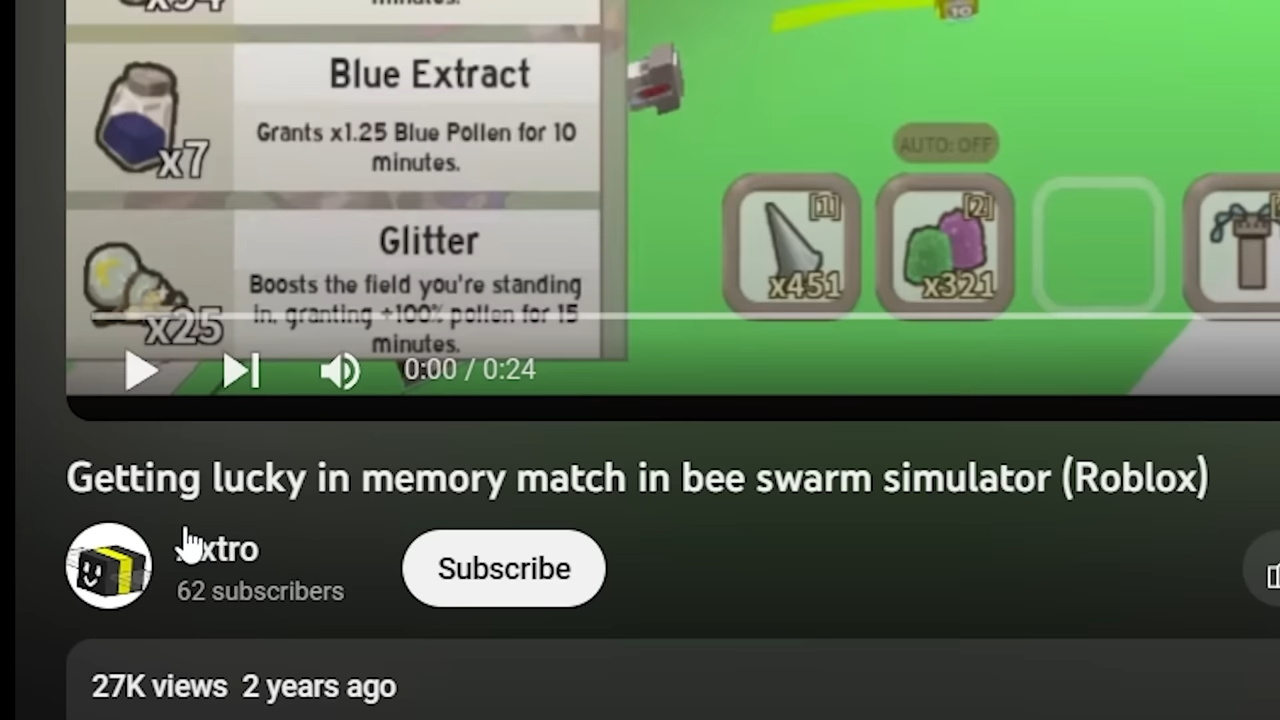 Blue Extract
Grants x1.25 Blue Pollen for 10
minutes.
x7
Glitter
Boosts the field you're standing
in, granting +100% pollen for 15
minutes.
x25
10
AUTO: OFF
[1]
x451
[2]
x321
0:00 / 0:24
Getting lucky in memory match in bee swarm simulator (Roblox)
62 subscribers
Subscribe
27K views 2 years ago